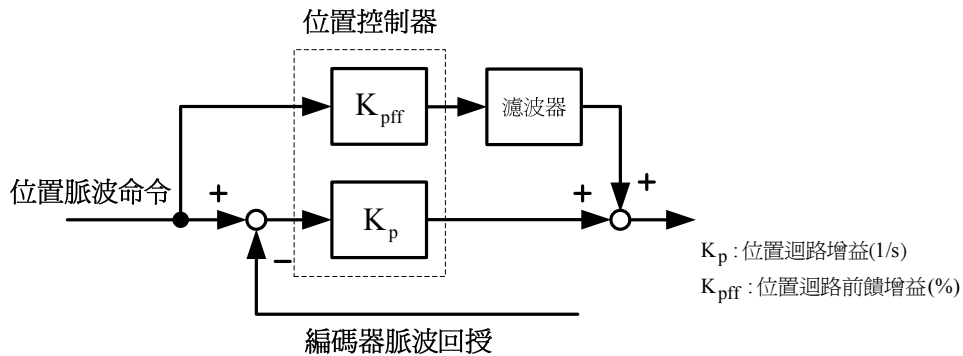 位置控制器
Kpff
濾波器
位置脈波命令
+
+
+
Kp
−
Kp : 位置迴路增益(1/s)
Kpff : 位置迴路前饋增益(%)
編碼器脈波回授